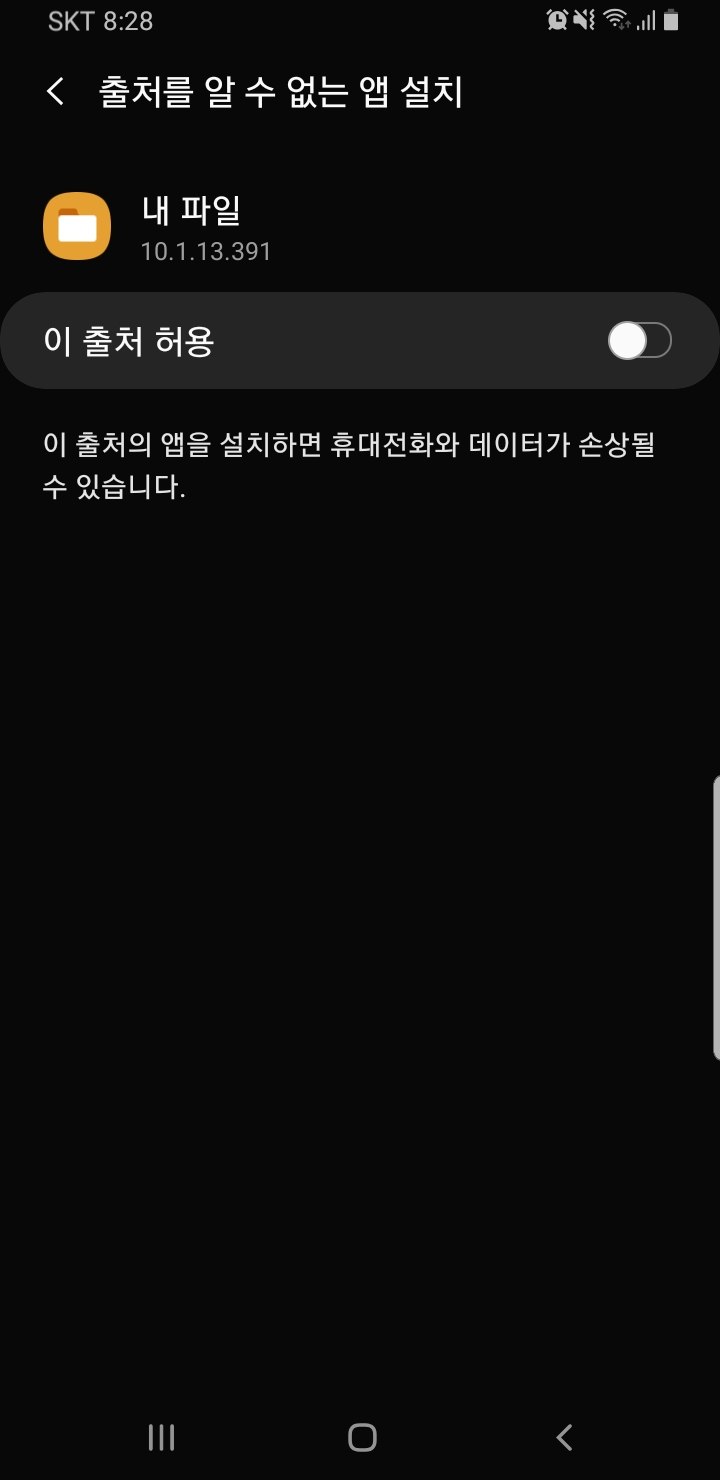 SKT 8:28
출처를 알 수 없는 앱 설치
내 파일
10.1.13.391
이 출처 허용
이 출처의 앱을 설치하면 휴대전화와 데이터가 손상될
수 있습니다.